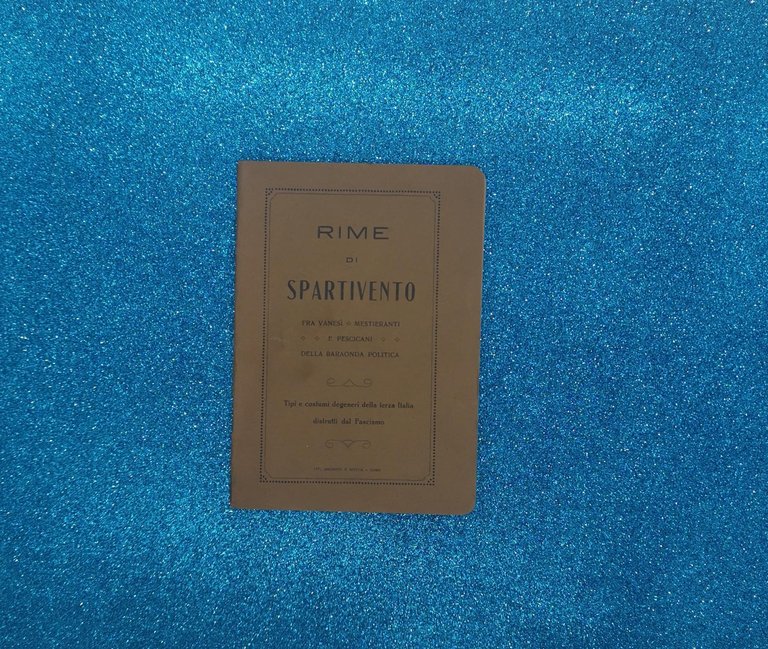 RIME
DI
SPARTIVENTO
FRA VANESI ◇ MESTIERANTI
◇ ◇ E PESCICANI ◇ ◇
DELLA BARAONDA POLITICA
Tipi e costumi degeneri della terza Italia
distrutti dal Fascismo